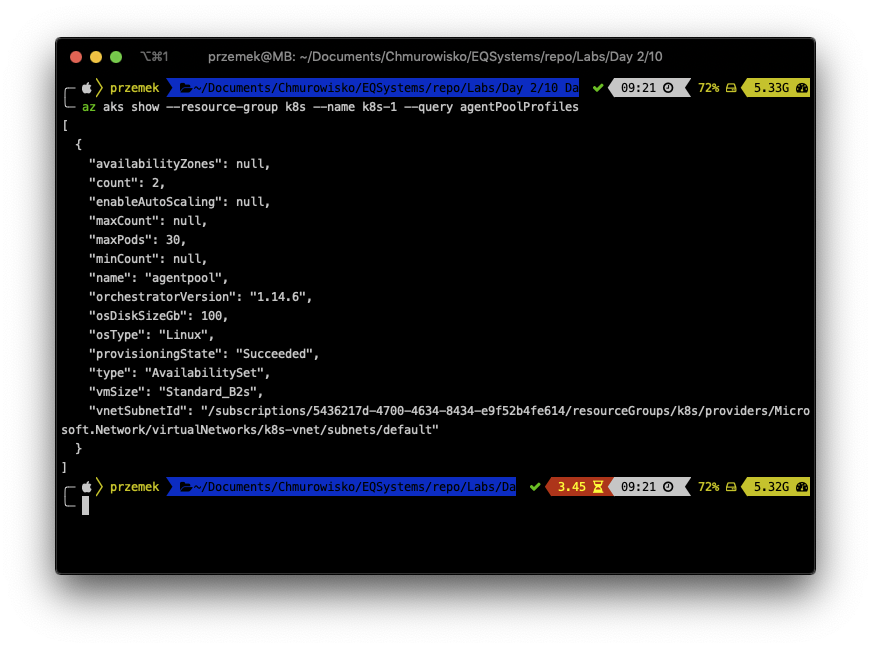 ⌥⌘1 przemek@MB: ~/Documents/Chmurowisko/EQSystems/repo/Labs/Day 2/10
przemek ~/Documents/Chmurowisko/EQSystems/repo/Labs/Day 2/10 Da ✔ 09:21 72% 5.33G
az aks show --resource-group k8s --name k8s-1 --query agentPoolProfiles
[
  {
    "availabilityZones": null,
    "count": 2,
    "enableAutoScaling": null,
    "maxCount": null,
    "maxPods": 30,
    "minCount": null,
    "name": "agentpool",
    "orchestratorVersion": "1.14.6",
    "osDiskSizeGb": 100,
    "osType": "Linux",
    "provisioningState": "Succeeded",
    "type": "AvailabilitySet",
    "vmSize": "Standard_B2s",
    "vnetSubnetId": "/subscriptions/5436217d-4700-4634-8434-e9f52b4fe614/resourceGroups/k8s/providers/Micro
soft.Network/virtualNetworks/k8s-vnet/subnets/default"
  }
]
przemek ~/Documents/Chmurowisko/EQSystems/repo/Labs/Da ✔ 3.45 09:21 72% 5.32G